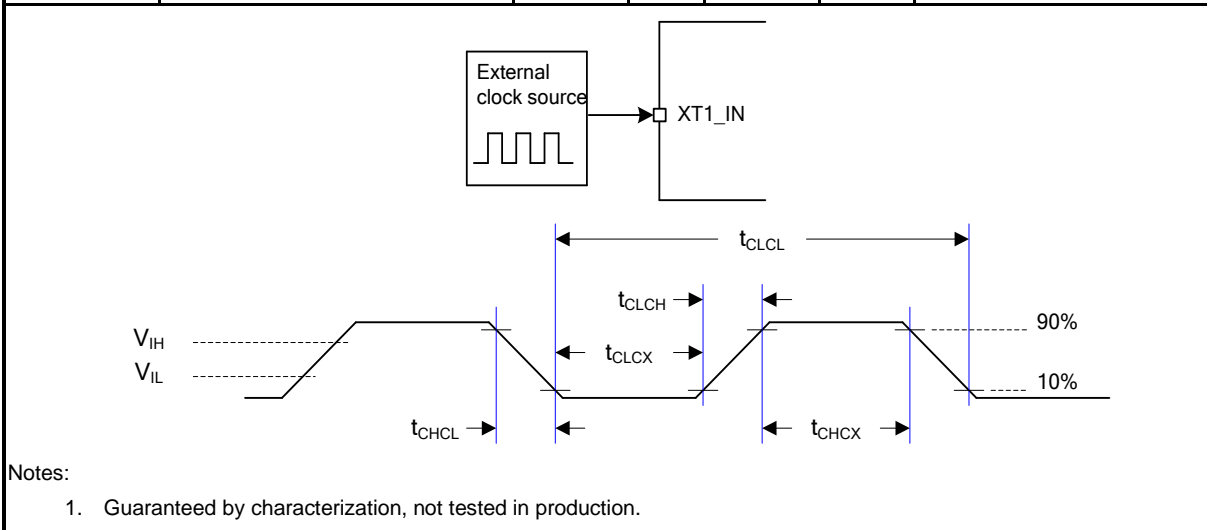 External
clock source
XT1_IN
tCLCL
tCLCH
90%
VIH
tCLCX
VIL
10%
tCHCL
tCHCX
Notes:
1. Guaranteed by characterization, not tested in production.